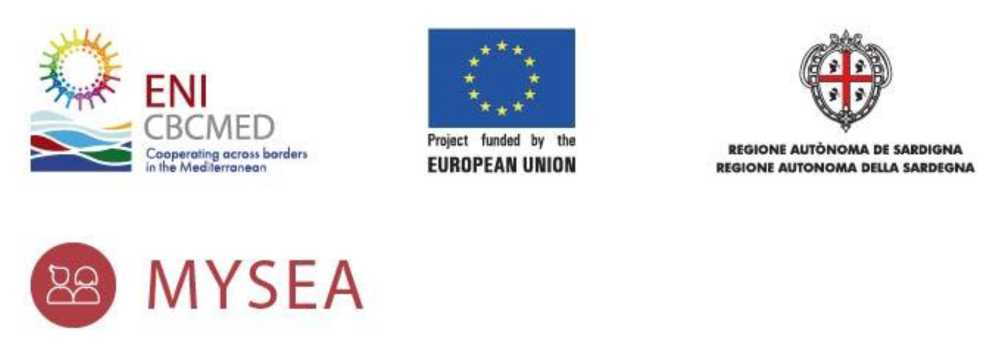 ENI
CBCMED
Cooperating across borders
in the Mediterranean
Project funded by the
EUROPEAN UNION
REGIONE AUTÒNOMA DE SARDIGNA
REGIONE AUTONOMA DELLA SARDEGNA
MYSEA